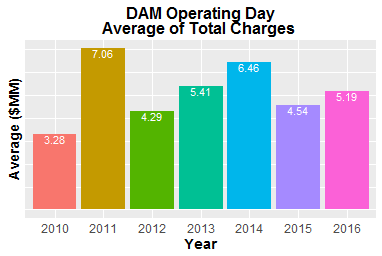 DAM Operating Day
Average of Total Charges
Average ($MM)
3.28
7.06
4.29
5.41
6.46
4.54
5.19
2010 2011 2012 2013 2014 2015 2016
Year